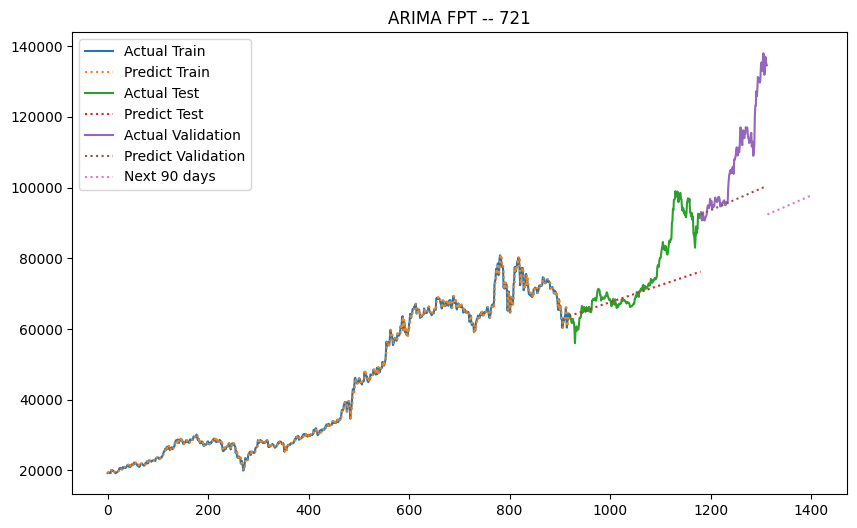 ARIMA FPT -- 721
Actual Train
Predict Train
Actual Test
Predict Test
Actual Validation
Predict Validation
Next 90 days
140000
120000
100000
80000
60000
40000
20000
0 200 400 600 800 1000 1200 1400